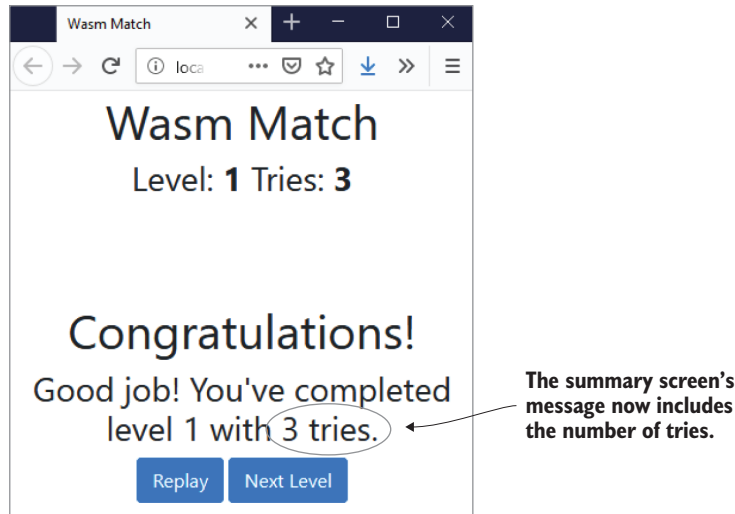 Wasm Match
loca
Wasm Match
Level: 1 Tries: 3
Congratulations!
Good job! You've completed
level 1 with 3 tries.
The summary screen's
message now includes
the number of tries.
Replay Next Level